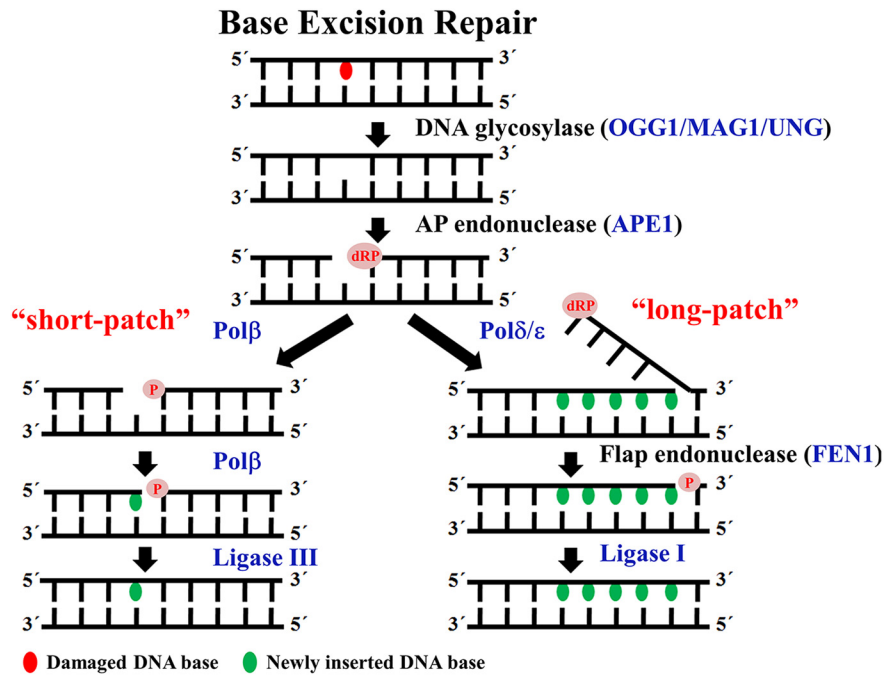 Base Excision Repair
5´ 3´
3´ 5´
DNA glycosylase (OGG1/MAG1/UNG)
5´ 3´
3´ 5´
AP endonuclease (APE1)
5´ dRP 3´
3´ 5´
"short-patch" Polβ Polδ/ε dRP "long-patch"
5´ P 3´ 5´ 3´
3´ 5´ 3´ 5´
Polβ Flap endonuclease (FEN1)
5´ P 3´ 5´ P 3´
3´ 5´ 3´ 5´
Ligase III Ligase I
5´ 3´ 5´ 3´
3´ 5´ 3´ 5´
Damaged DNA base Newly inserted DNA base